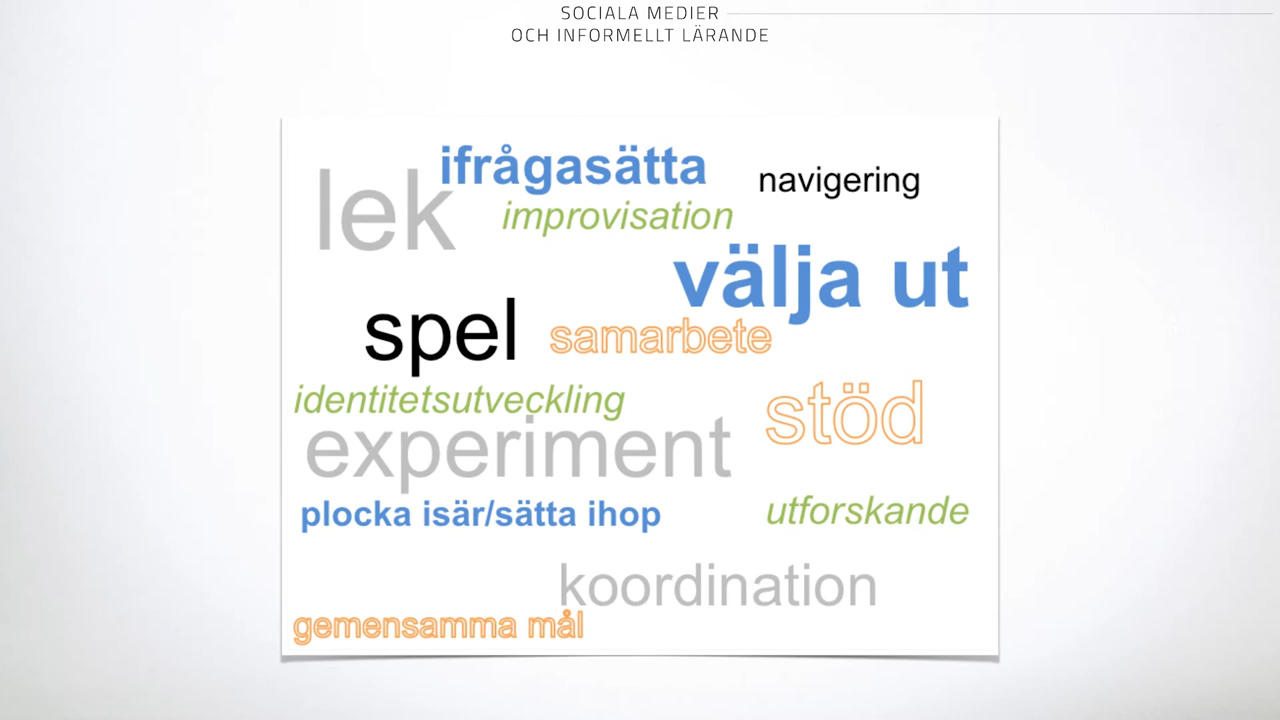 SOCIALA MEDIER
OCH INFORMELLT LÄRANDE
ifrågasätta
navigering
lek
improvisation
välja ut
spel
samarbete
identitetsutveckling
stöd
experiment
plocka isär/sätta ihop
utforskande
koordination
gemensamma mål